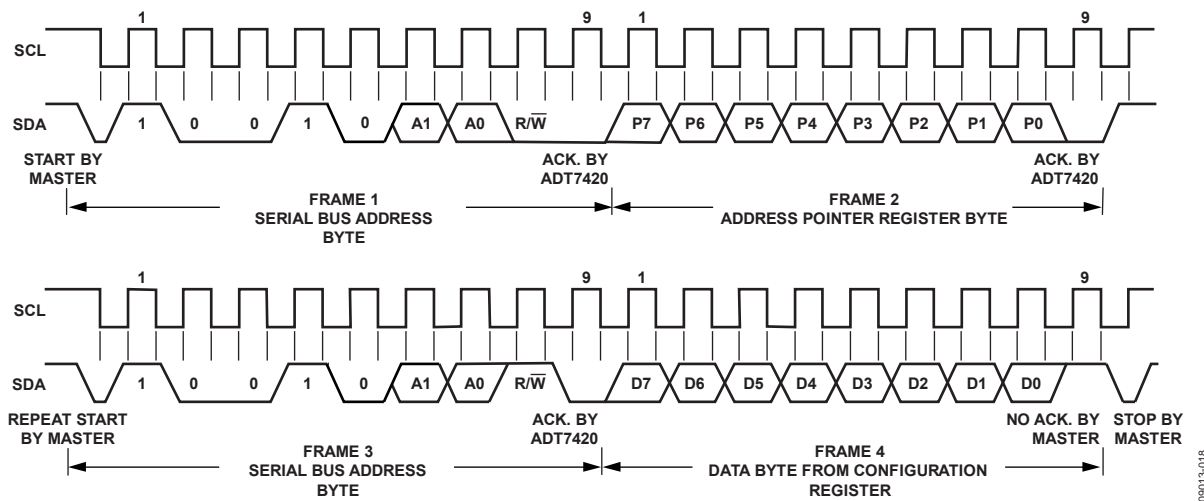 1 9 1 9
SCL
SDA 1 0 0 1 0 A1 A0 R/W̅ P7 P6 P5 P4 P3 P2 P1 P0
START BY MASTER
ACK. BY ADT7420
ACK. BY ADT7420
FRAME 1
SERIAL BUS ADDRESS
BYTE
FRAME 2
ADDRESS POINTER REGISTER BYTE
1 9 1 9
SCL
SDA 1 0 0 1 0 A1 A0 R/W̅ D7 D6 D5 D4 D3 D2 D1 D0
REPEAT START
BY MASTER
ACK. BY
ADT7420
NO ACK. BY
MASTER
STOP BY
MASTER
FRAME 3
SERIAL BUS ADDRESS
BYTE
FRAME 4
DATA BYTE FROM CONFIGURATION
REGISTER
09013-018